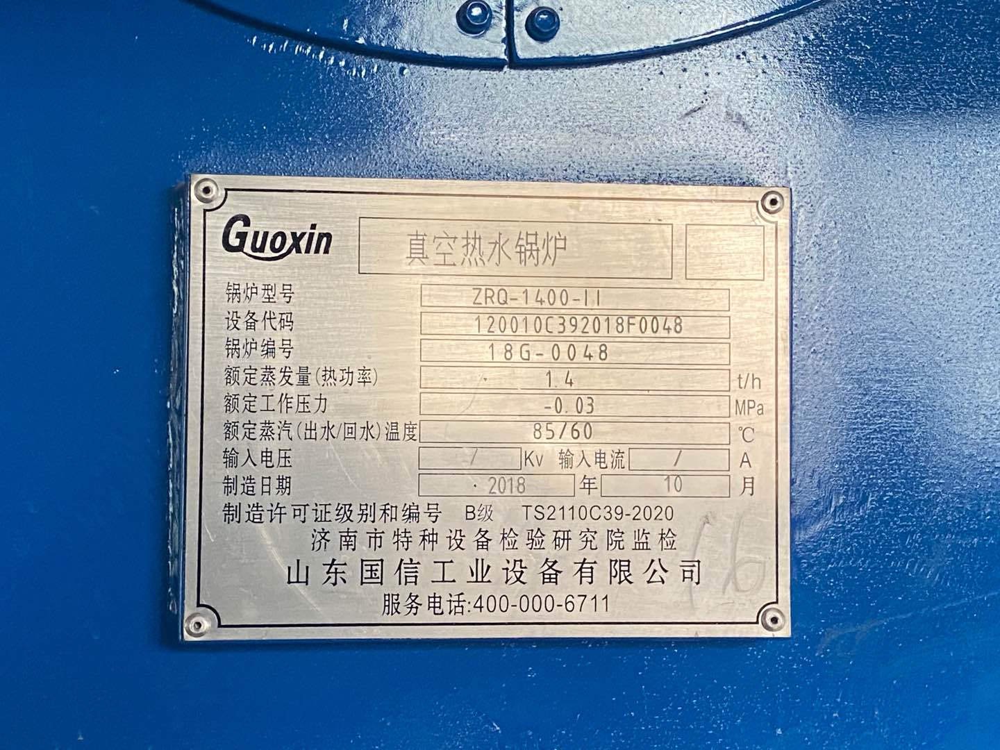 Guoxin 真空热水锅炉
锅炉型号 ZRQ-1400-II
设备代码 120010C392018F0048
锅炉编号 18G-0048
额定蒸发量(热功率) 1.4 t/h
额定工作压力 -0.03 MPa
额定蒸汽(出水/回水)温度 85/60 ℃
输入电压 / Kv 输入电流 / A
制造日期 2018 年 10 月
制造许可证级别和编号 B级 TS2110C39-2020
济南市特种设备检验研究院监检
山东国信工业设备有限公司
服务电话:400-000-6711
16